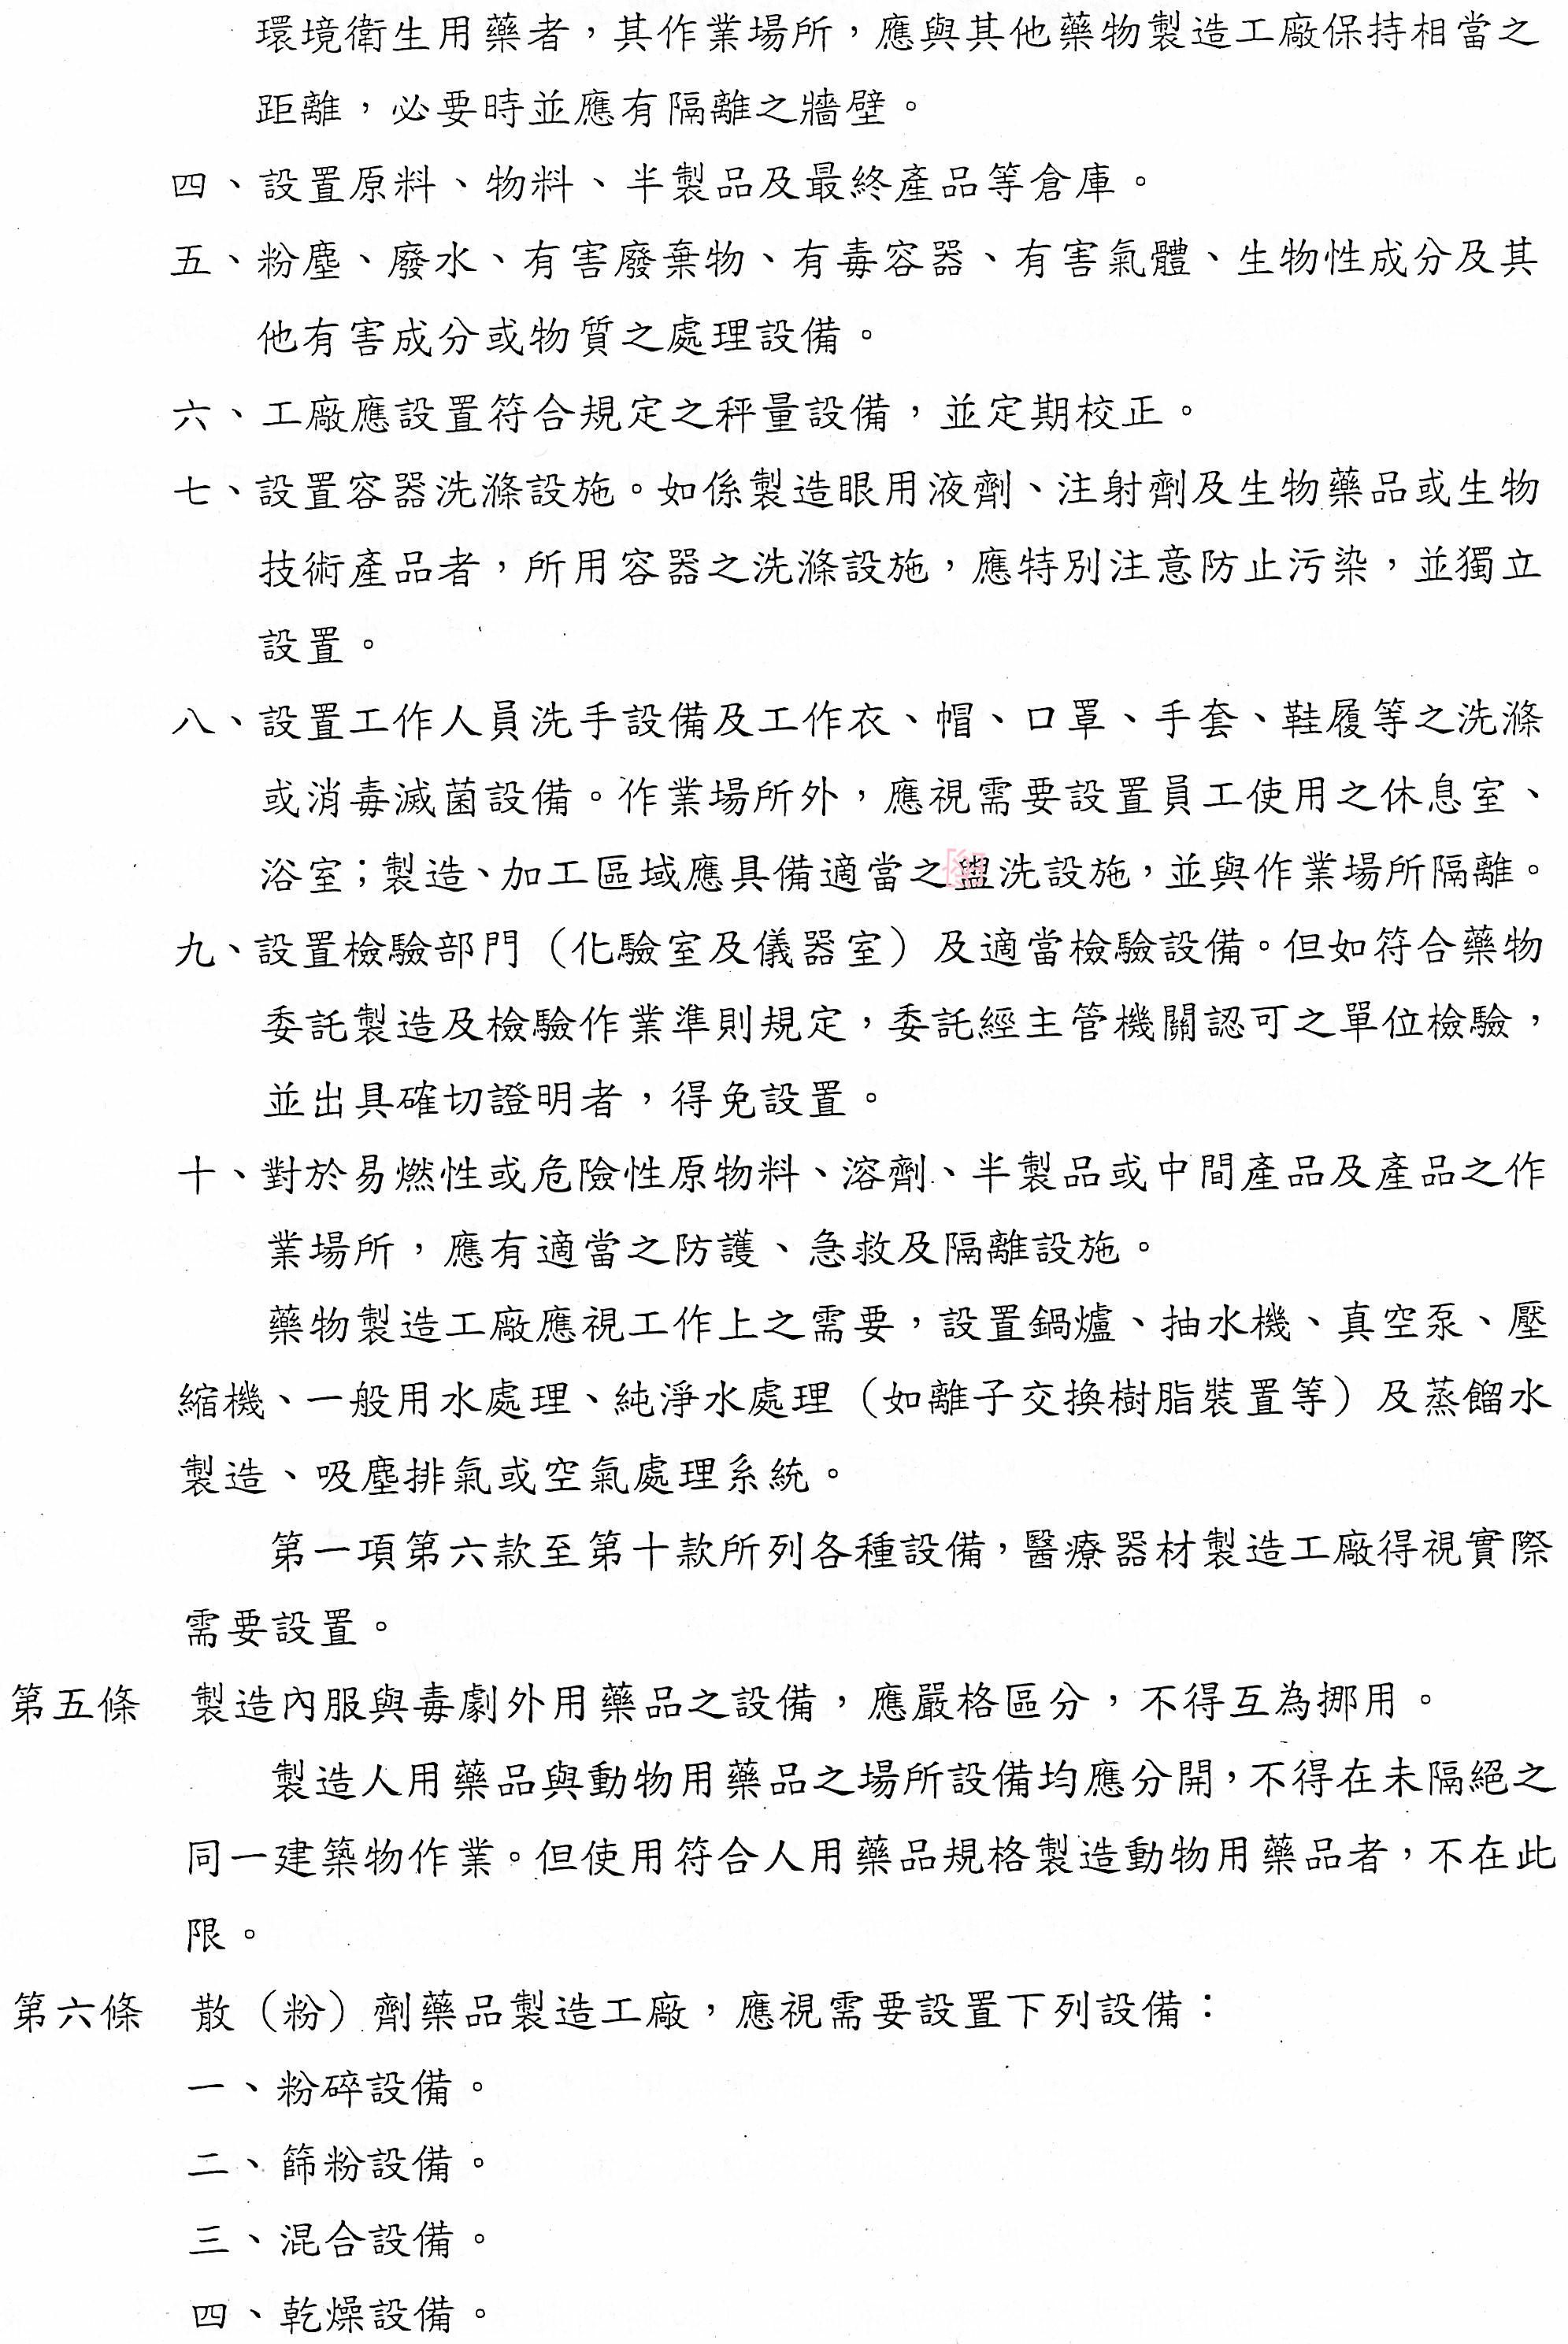 環境衛生用藥者，其作業場所，應與其他藥物製造工廠保持相當之
距離，必要時並應有隔離之牆壁。
四、設置原料、物料、半製品及最終產品等倉庫。
五、粉塵、廢水、有害廢棄物、有毒容器、有害氣體、生物性成分及其
他有害成分或物質之處理設備。
六、工廠應設置符合規定之秤量設備，並定期校正。
七、設置容器洗滌設施。如係製造眼用液劑、注射劑及生物藥品或生物
技術產品者，所用容器之洗滌設施，應特別注意防止污染，並獨立
設置。
八、設置工作人員洗手設備及工作衣、帽、口罩、手套、鞋履等之洗滌
或消毒滅菌設備。作業場所外，應視需要設置員工使用之休息室、
浴室；製造、加工區域應具備適當之盥洗設施，並與作業場所隔離。
九、設置檢驗部門（化驗室及儀器室）及適當檢驗設備。但如符合藥物
委託製造及檢驗作業準則規定，委託經主管機關認可之單位檢驗，
並出具確切證明者，得免設置。
十、對於易燃性或危險性原物料、溶劑、半製品或中間產品及產品之作
業場所，應有適當之防護、急救及隔離設施。
藥物製造工廠應視工作上之需要，設置鍋爐、抽水機、真空泵、壓
縮機、一般用水處理、純淨水處理（如離子交換樹脂裝置等）及蒸餾水
製造、吸塵排氣或空氣處理系統。
第一項第六款至第十款所列各種設備，醫療器材製造工廠得視實際
需要設置。
第五條 製造內服與毒劇外用藥品之設備，應嚴格區分，不得互為挪用。
製造人用藥品與動物用藥品之場所設備均應分開，不得在未隔絕之
同一建築物作業。但使用符合人用藥品規格製造動物用藥品者，不在此
限。
第六條 散（粉）劑藥品製造工廠，應視需要設置下列設備：
一、粉碎設備。
二、篩粉設備。
三、混合設備。
四、乾燥設備。